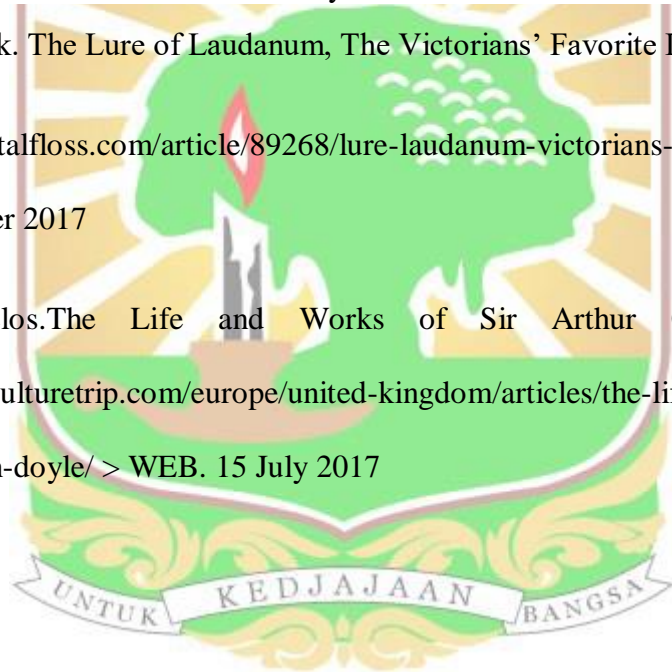 k. The Lure of Laudanum, The Victorians’ Favorite
talfloss.com/article/89268/lure-laudanum-victorians-
er 2017
los.The Life and Works of Sir Arthur
ulturetrip.com/europe/united-kingdom/articles/the-li
-doyle/ > WEB. 15 July 2017
UNTUK KEDJAJAAN BANGSA